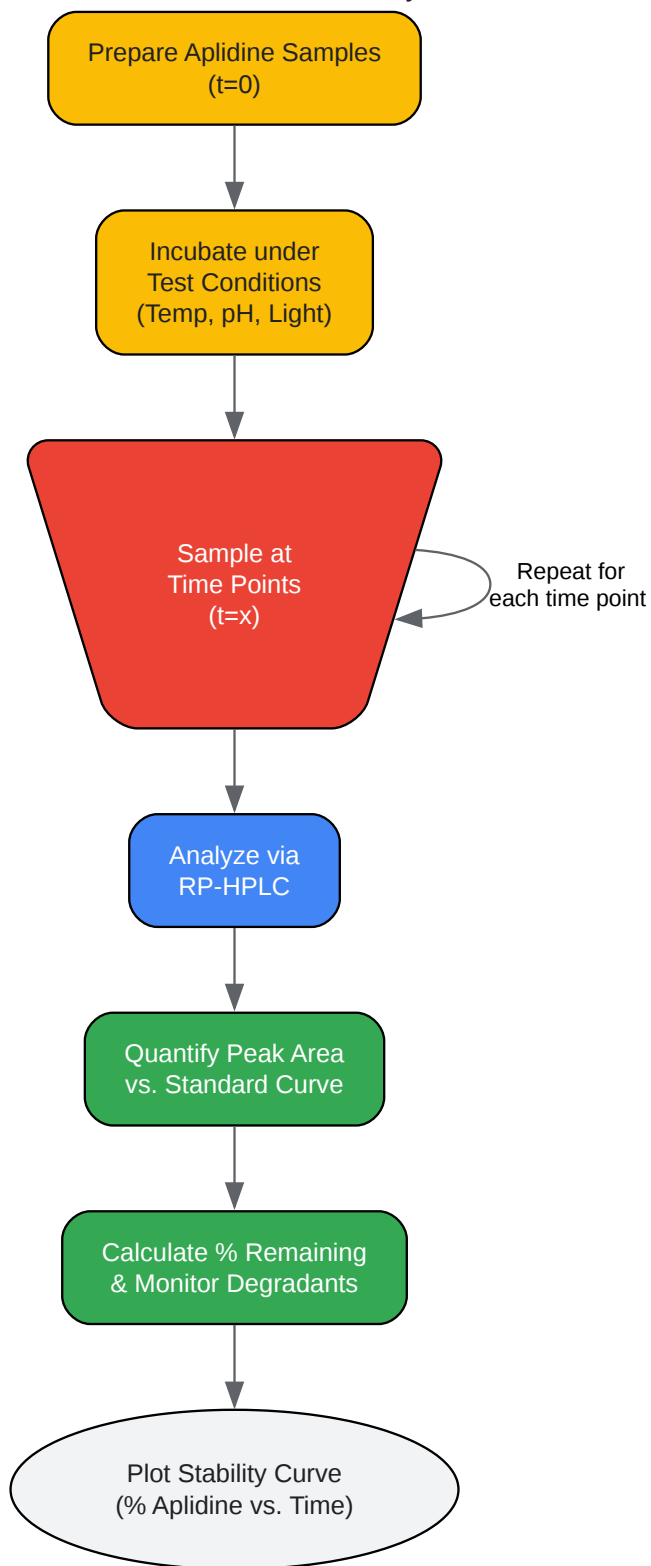 Prepare Aplidine Samples
(t=0)
Incubate under
Test Conditions
(Temp, pH, Light)
Sample at
Time Points
(t=x)
Repeat for
each time point
Analyze via
RP-HPLC
Quantify Peak Area
vs. Standard Curve
Calculate % Remaining
& Monitor Degradants
Plot Stability Curve
(% Aplidine vs. Time)